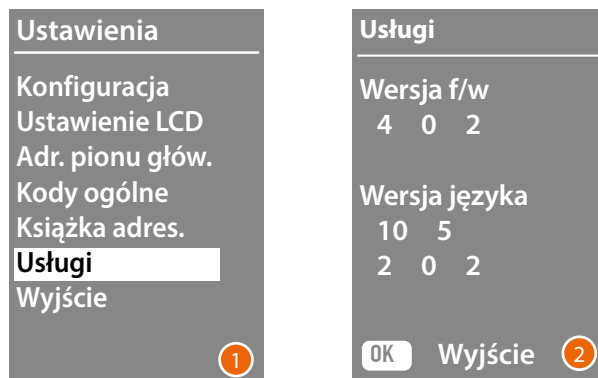 Ustawienia
Konfiguracja
Ustawienie LCD
Adr. pionu głów.
Kody ogólne
Książka adres.
Usługi
Wyjście
1
Usługi
Wersja f/w
4 0 2
Wersja języka
10 5
2 0 2
OK Wyjście 2